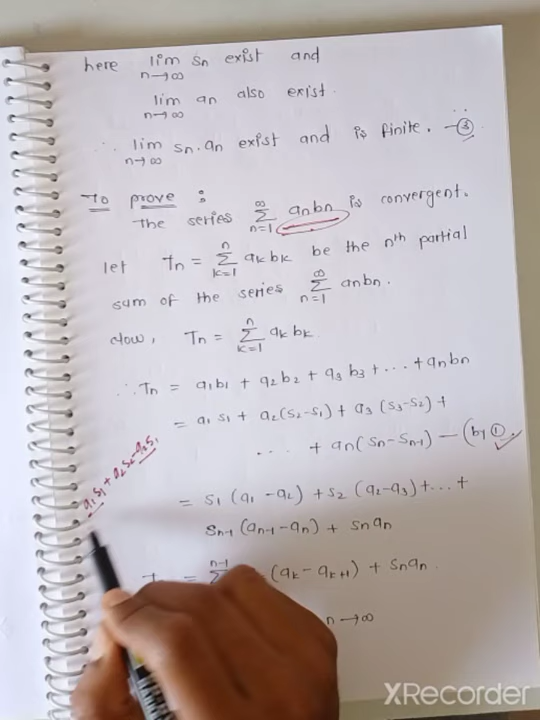 here lim n→∞ sn exist and
lim n→∞ an also exist.
∴ lim n→∞ sn.an exist and is finite. —③
To prove :
The series ∑ n=1 ∞ anbn is convergent.
let Tn = ∑ k=1 n akbk be the nth partial
sum of the series ∑ n=1 ∞ anbn.
Now, Tn = ∑ k=1 n akbk
∴ Tn = a1b1 + a2b2 + a3b3 + ... + anbn
= a1s1 + a2(s2-s1) + a3(s3-s2) +
... + an(sn-sn-1) — (by ①.
a1s1 + a2s2-a2s1
= s1(a1-a2) + s2(a2-a3)+...+
sn-1(an-1-an) + snan
= ∑ n-1 (ak - ak+1) + snan.
n→∞
XRecorder